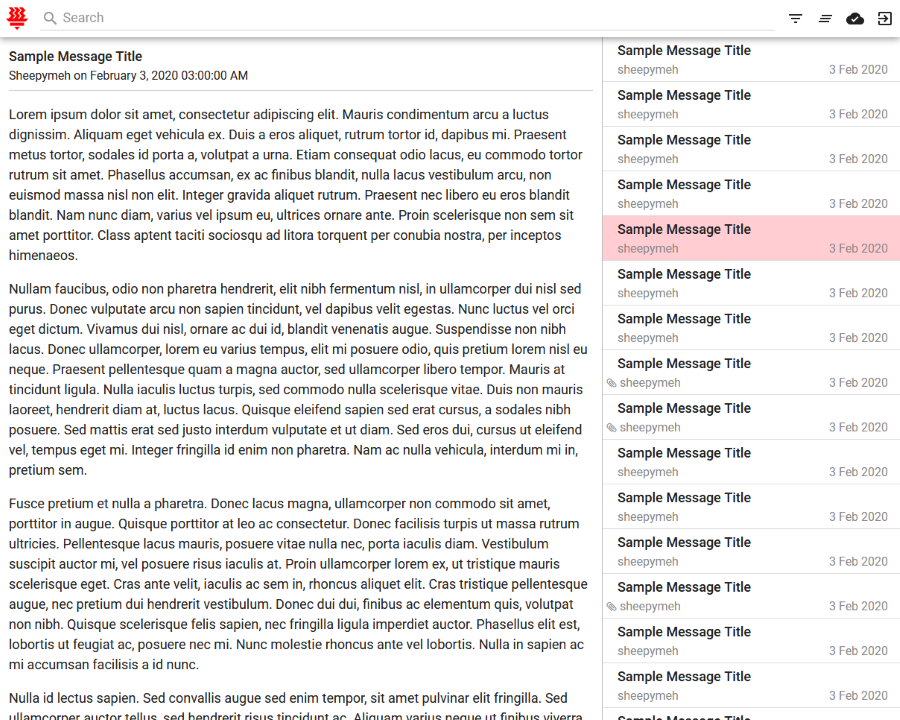 Search
Sample Message Title
Sheepymeh on February 3, 2020 03:00:00 AM
Lorem ipsum dolor sit amet, consectetur adipiscing elit. Mauris condimentum arcu a luctus
dignissim. Aliquam eget vehicula ex. Duis a eros aliquet, rutrum tortor id, dapibus mi. Praesent
metus tortor, sodales id porta a, volutpat a urna. Etiam consequat odio lacus, eu commodo tortor
rutrum sit amet. Phasellus accumsan, ex ac finibus blandit, nulla lacus vestibulum arcu, non
euismod massa nisl non elit. Integer gravida aliquet rutrum. Praesent nec libero eu eros blandit
blandit. Nam nunc diam, varius vel ipsum eu, ultrices ornare ante. Proin scelerisque non sem sit
amet porttitor. Class aptent taciti sociosqu ad litora torquent per conubia nostra, per inceptos
himenaeos.
Nullam faucibus, odio non pharetra hendrerit, elit nibh fermentum nisl, in ullamcorper dui nisl sed
purus. Donec vulputate arcu non sapien tincidunt, vel dapibus velit egestas. Nunc luctus vel orci
eget dictum. Vivamus dui nisl, ornare ac dui id, blandit venenatis augue. Suspendisse non nibh
lacus. Donec ullamcorper, lorem eu varius tempus, elit mi posuere odio, quis pretium lorem nisl eu
neque. Praesent pellentesque quam a magna auctor, sed ullamcorper libero tempor. Mauris at
tincidunt ligula. Nulla iaculis luctus turpis, sed commodo nulla scelerisque vitae. Duis non mauris
laoreet, hendrerit diam at, luctus lacus. Quisque eleifend sapien sed erat cursus, a sodales nibh
posuere. Sed mattis erat sed justo interdum vulputate et ut diam. Sed eros dui, cursus ut eleifend
vel, tempus eget mi. Integer fringilla id enim non pharetra. Nam ac nulla vehicula, interdum mi in,
pretium sem.
Fusce pretium et nulla a pharetra. Donec lacus magna, ullamcorper non commodo sit amet,
porttitor in augue. Quisque porttitor at leo ac consectetur. Donec facilisis turpis ut massa rutrum
ultricies. Pellentesque lacus mauris, posuere vitae nulla nec, porta iaculis diam. Vestibulum
suscipit auctor mi, vel posuere risus iaculis at. Proin ullamcorper lorem ex, ut tristique mauris
scelerisque eget. Cras ante velit, iaculis ac sem in, rhoncus aliquet elit. Cras tristique pellentesque
augue, nec pretium dui hendrerit vestibulum. Donec dui dui, finibus ac elementum quis, volutpat
non nibh. Quisque scelerisque felis sapien, nec fringilla ligula imperdiet auctor. Phasellus elit est,
lobortis ut feugiat ac, posuere nec mi. Nunc molestie rhoncus ante vel lobortis. Nulla in sapien ac
mi accumsan facilisis a id nunc.
Nulla id lectus sapien. Sed convallis augue sed enim tempor, sit amet pulvinar elit fringilla. Sed
ullamcorper auctor tellus, sed hendrerit risus tincidunt ac. Aliquam varius neque ut finibus viverra.
Sample Message Title
sheepymeh 3 Feb 2020
Sample Message Title
sheepymeh 3 Feb 2020
Sample Message Title
sheepymeh 3 Feb 2020
Sample Message Title
sheepymeh 3 Feb 2020
Sample Message Title
sheepymeh 3 Feb 2020
Sample Message Title
sheepymeh 3 Feb 2020
Sample Message Title
sheepymeh 3 Feb 2020
Sample Message Title
sheepymeh 3 Feb 2020
Sample Message Title
sheepymeh 3 Feb 2020
Sample Message Title
sheepymeh 3 Feb 2020
Sample Message Title
sheepymeh 3 Feb 2020
Sample Message Title
sheepymeh 3 Feb 2020
Sample Message Title
sheepymeh 3 Feb 2020
Sample Message Title
sheepymeh 3 Feb 2020
Sample Message Title
sheepymeh 3 Feb 2020
Sample Message Title